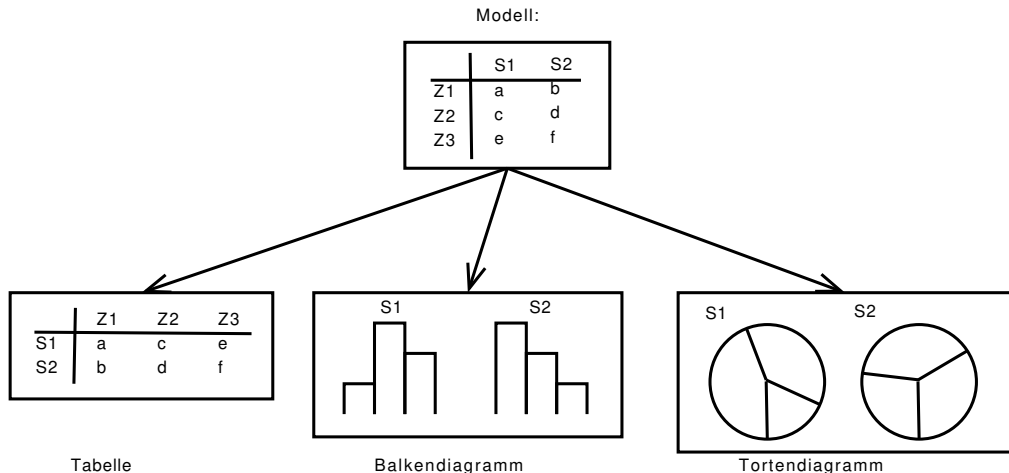 Modell:
S1 S2
Z1 a b
Z2 c d
Z3 e f
Z1 Z2 Z3
S1 a c e
S2 b d f
S1 S2
S1 S2
Tabelle
Balkendiagramm
Tortendiagramm